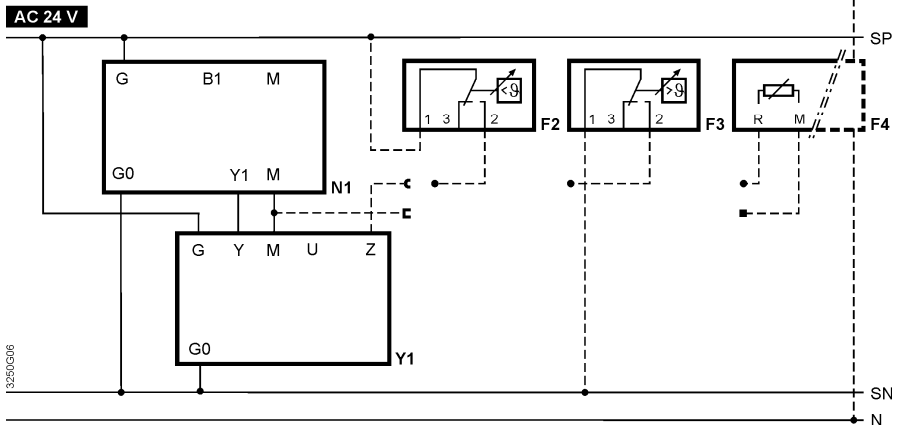 AC 24 V
SP
G B1 M
<ϑ
>ϑ
1 3 2
F2
1 3 2
F3
R M
F4
G0 Y1 M
N1
G Y M U Z
G0
Y1
3250G06
SN
N